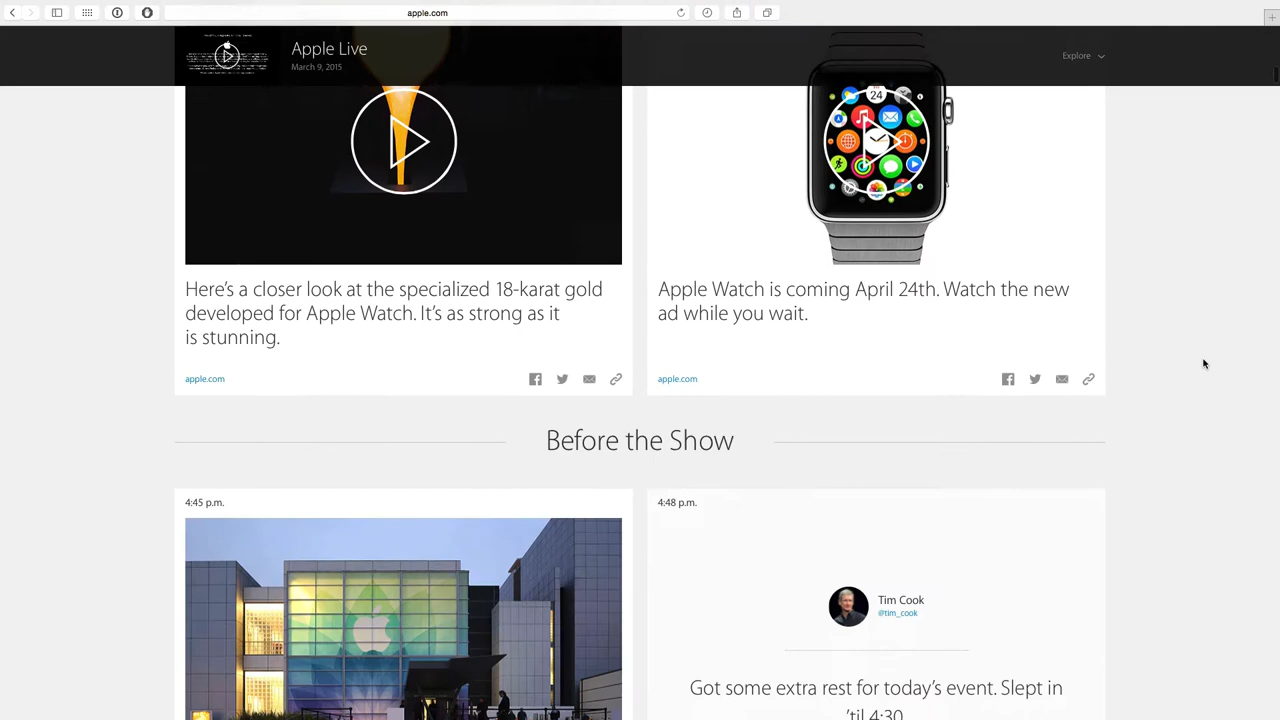 apple.com
Apple Live
March 9, 2015
Explore
24
Here's a closer look at the specialized 18-karat gold
developed for Apple Watch. It's as strong as it
is stunning.
apple.com
Apple Watch is coming April 24th. Watch the new
ad while you wait.
apple.com
Before the Show
4:45 p.m.
4:48 p.m.
Tim Cook
@tim_cook
Got some extra rest for today's event. Slept in
'til 4:30